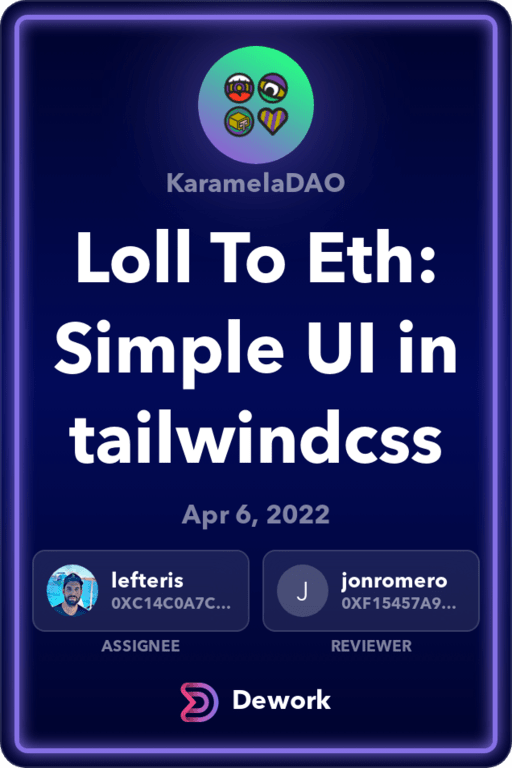 KaramelaDAO
Loll To Eth:
Simple UI in
tailwindcss
Apr 6, 2022
lefteris
0XC14C0A7C...
J
jonromero
0XF15457A9...
ASSIGNEE
REVIEWER
Dework